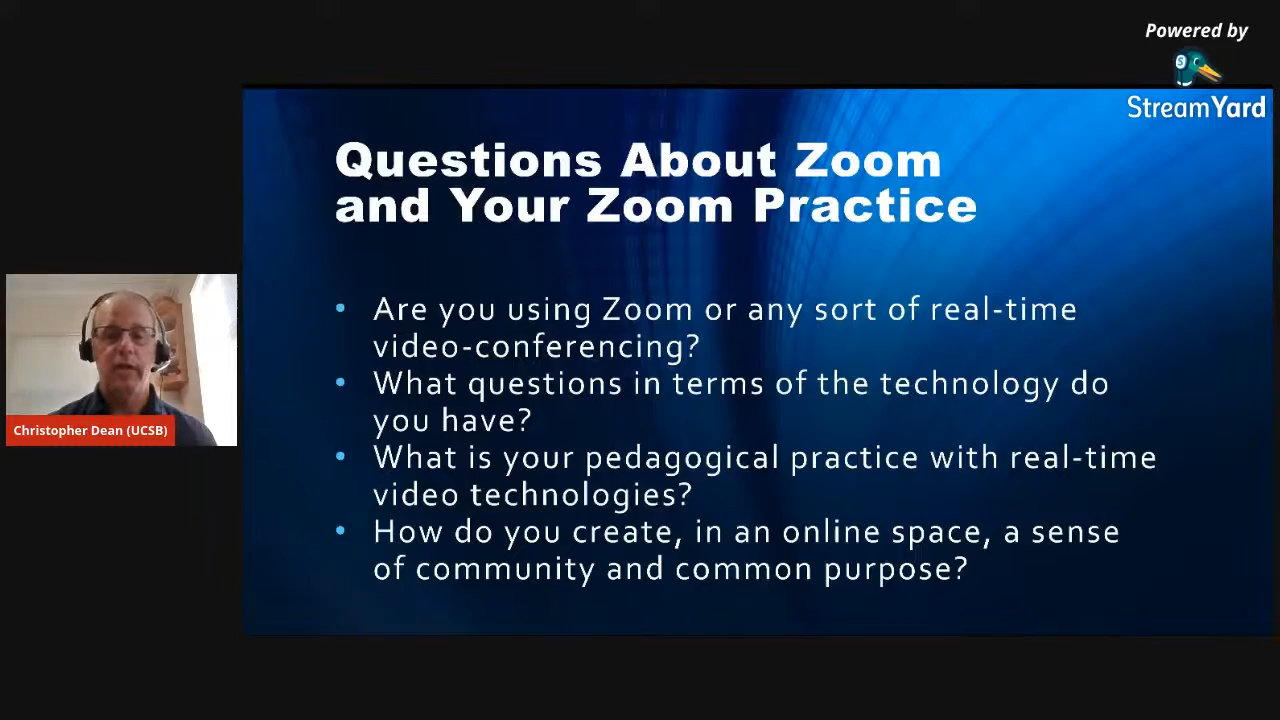 Powered by
StreamYard
Questions About Zoom
and Your Zoom Practice
• Are you using Zoom or any sort of real-time
video-conferencing?
• What questions in terms of the technology do
you have?
• What is your pedagogical practice with real-time
video technologies?
• How do you create, in an online space, a sense
of community and common purpose?
Christopher Dean (UCSB)